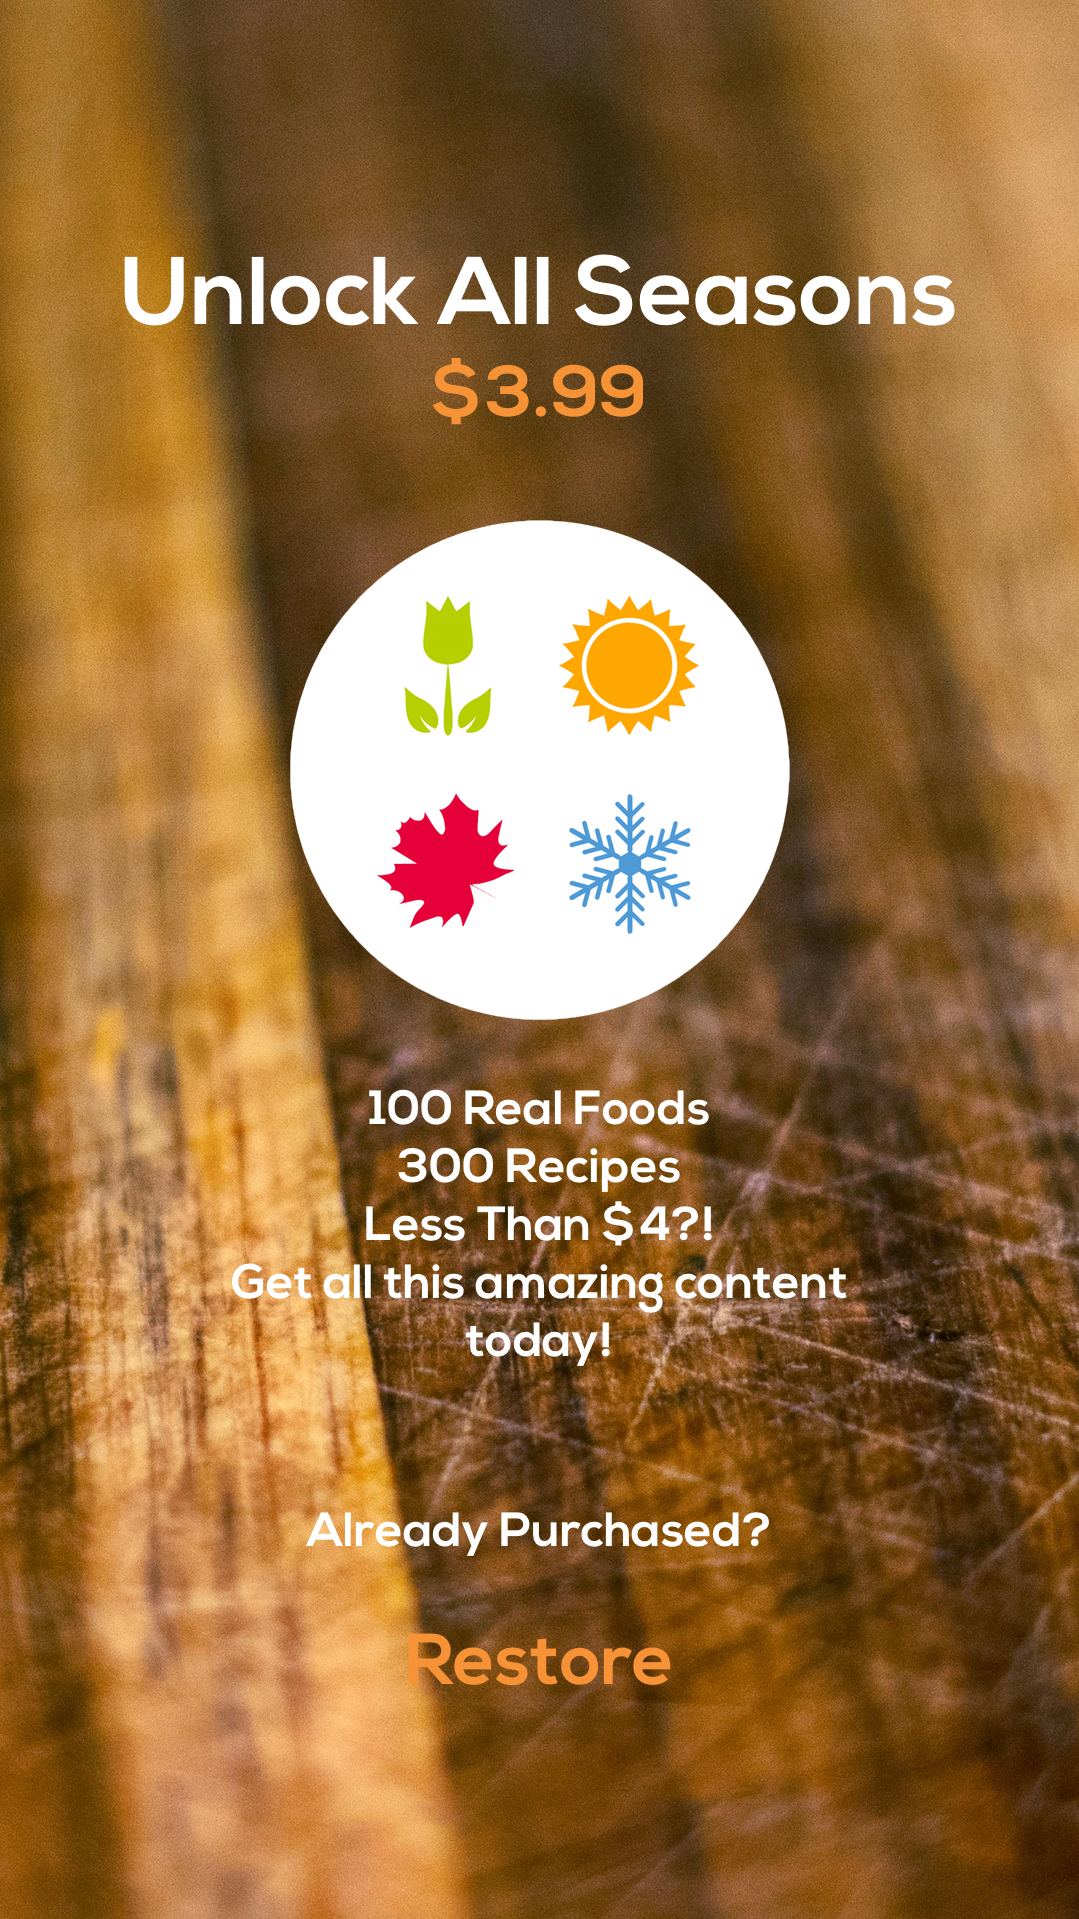 Unlock All Seasons
$3.99
100 Real Foods
300 Recipes
Less Than $4?!
Get all this amazing content
today!
Already Purchased?
Restore